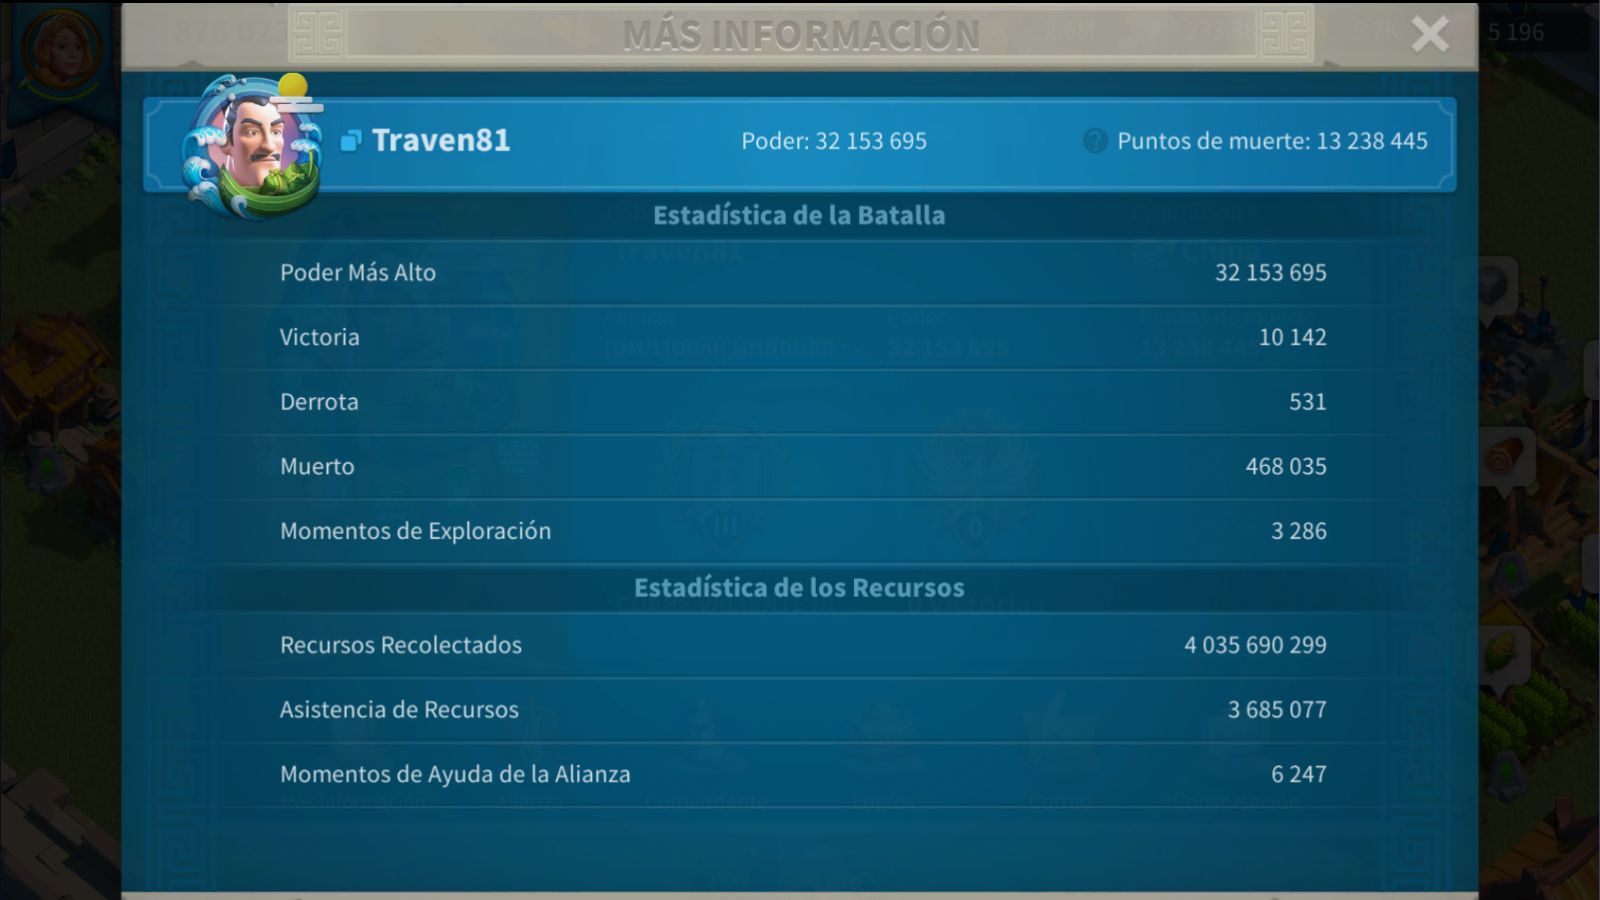 MÁS INFORMACIÓN
5 196
Traven81
Poder: 32 153 695
? Puntos de muerte: 13 238 445
Estadística de la Batalla
Poder Más Alto 32 153 695
Victoria 10 142
Derrota 531
Muerto 468 035
Momentos de Exploración 3 286
Estadística de los Recursos
Recursos Recolectados 4 035 690 299
Asistencia de Recursos 3 685 077
Momentos de Ayuda de la Alianza 6 247